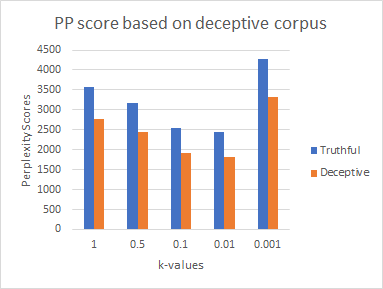 PP score based on deceptive corpus
4500
4000
3500
3000
2500
2000
1500
1000
500
0
Perplexity Scores
1 0.5 0.1 0.01 0.001
k-values
Truthful
Deceptive